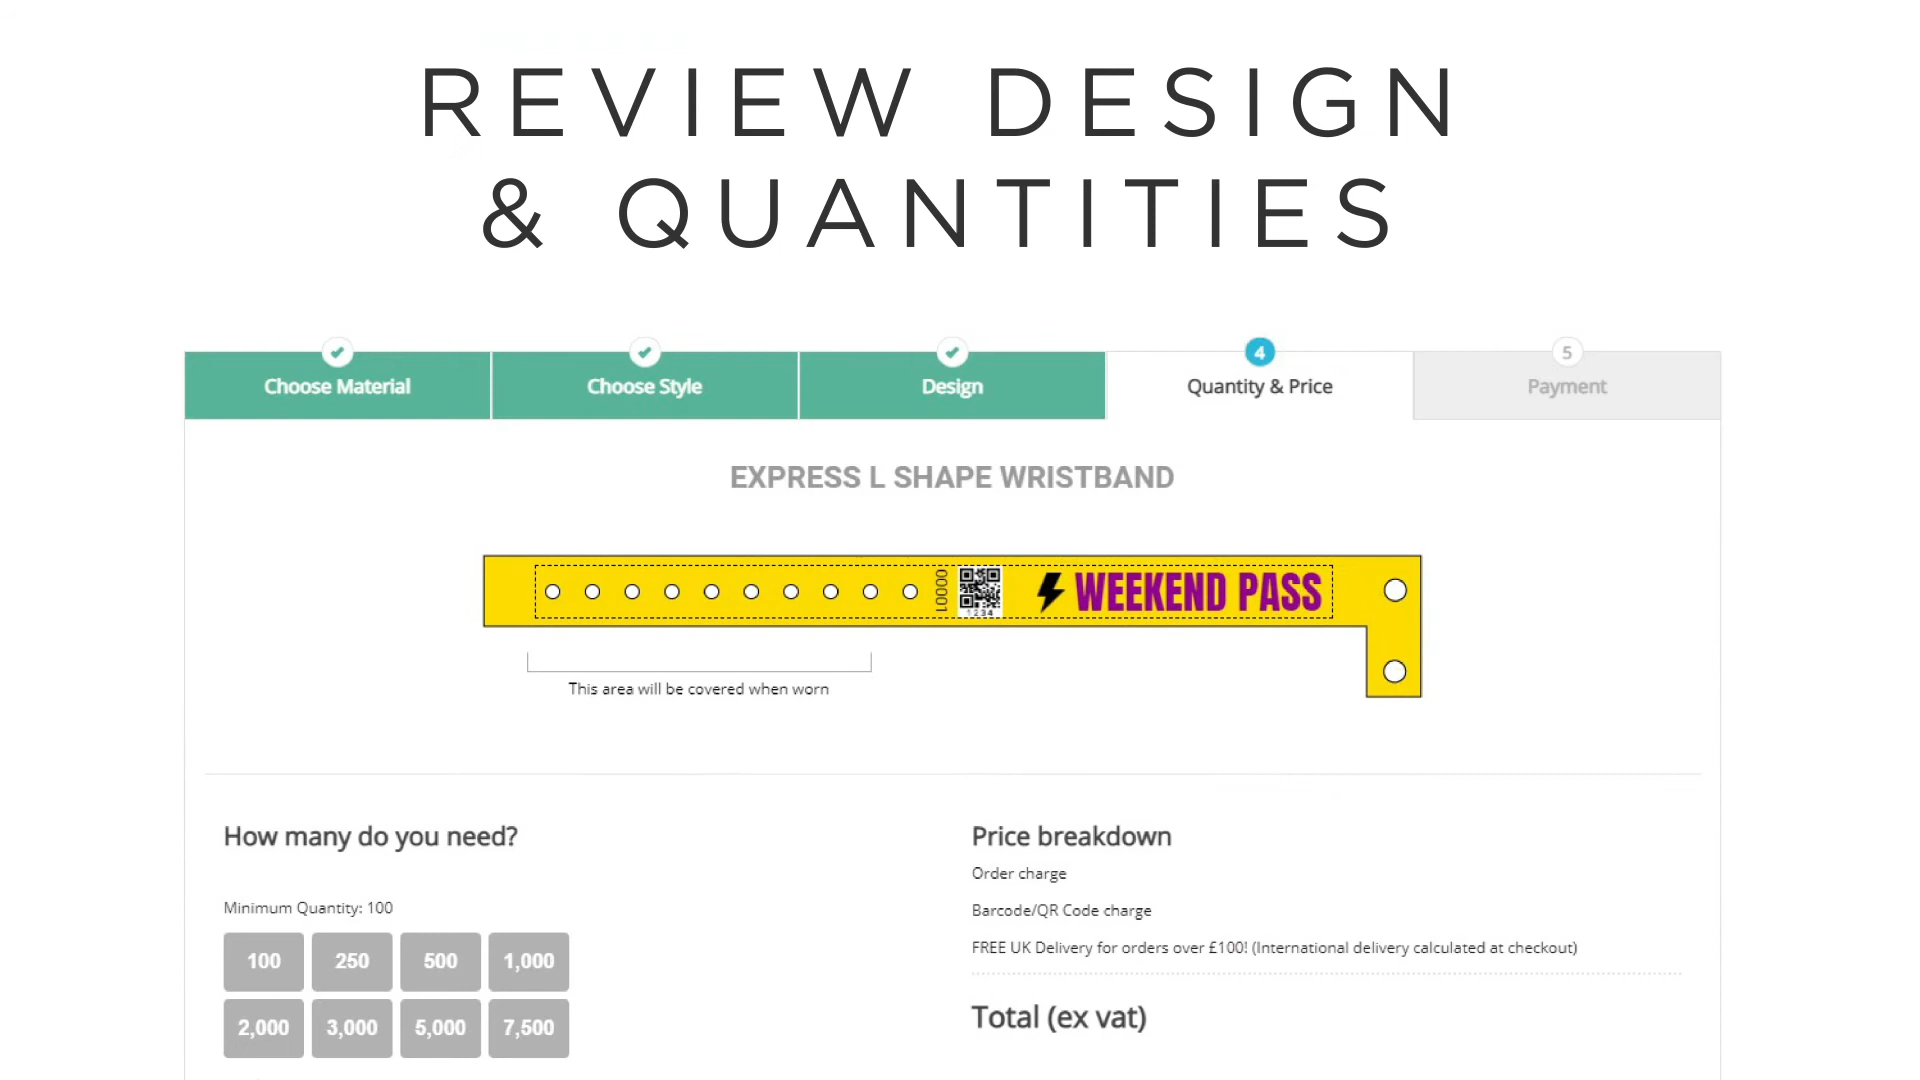 REVIEW DESIGN
& QUANTITIES
4
5
Choose Material
Choose Style
Design
Quantity & Price
Payment
EXPRESS L SHAPE WRISTBAND
00001
1234
WEEKEND PASS
This area will be covered when worn
How many do you need?
Minimum Quantity: 100
100 250 500 1,000
2,000 3,000 5,000 7,500
Price breakdown
Order charge
Barcode/QR Code charge
FREE UK Delivery for orders over £100! (International delivery calculated at checkout)
Total (ex vat)